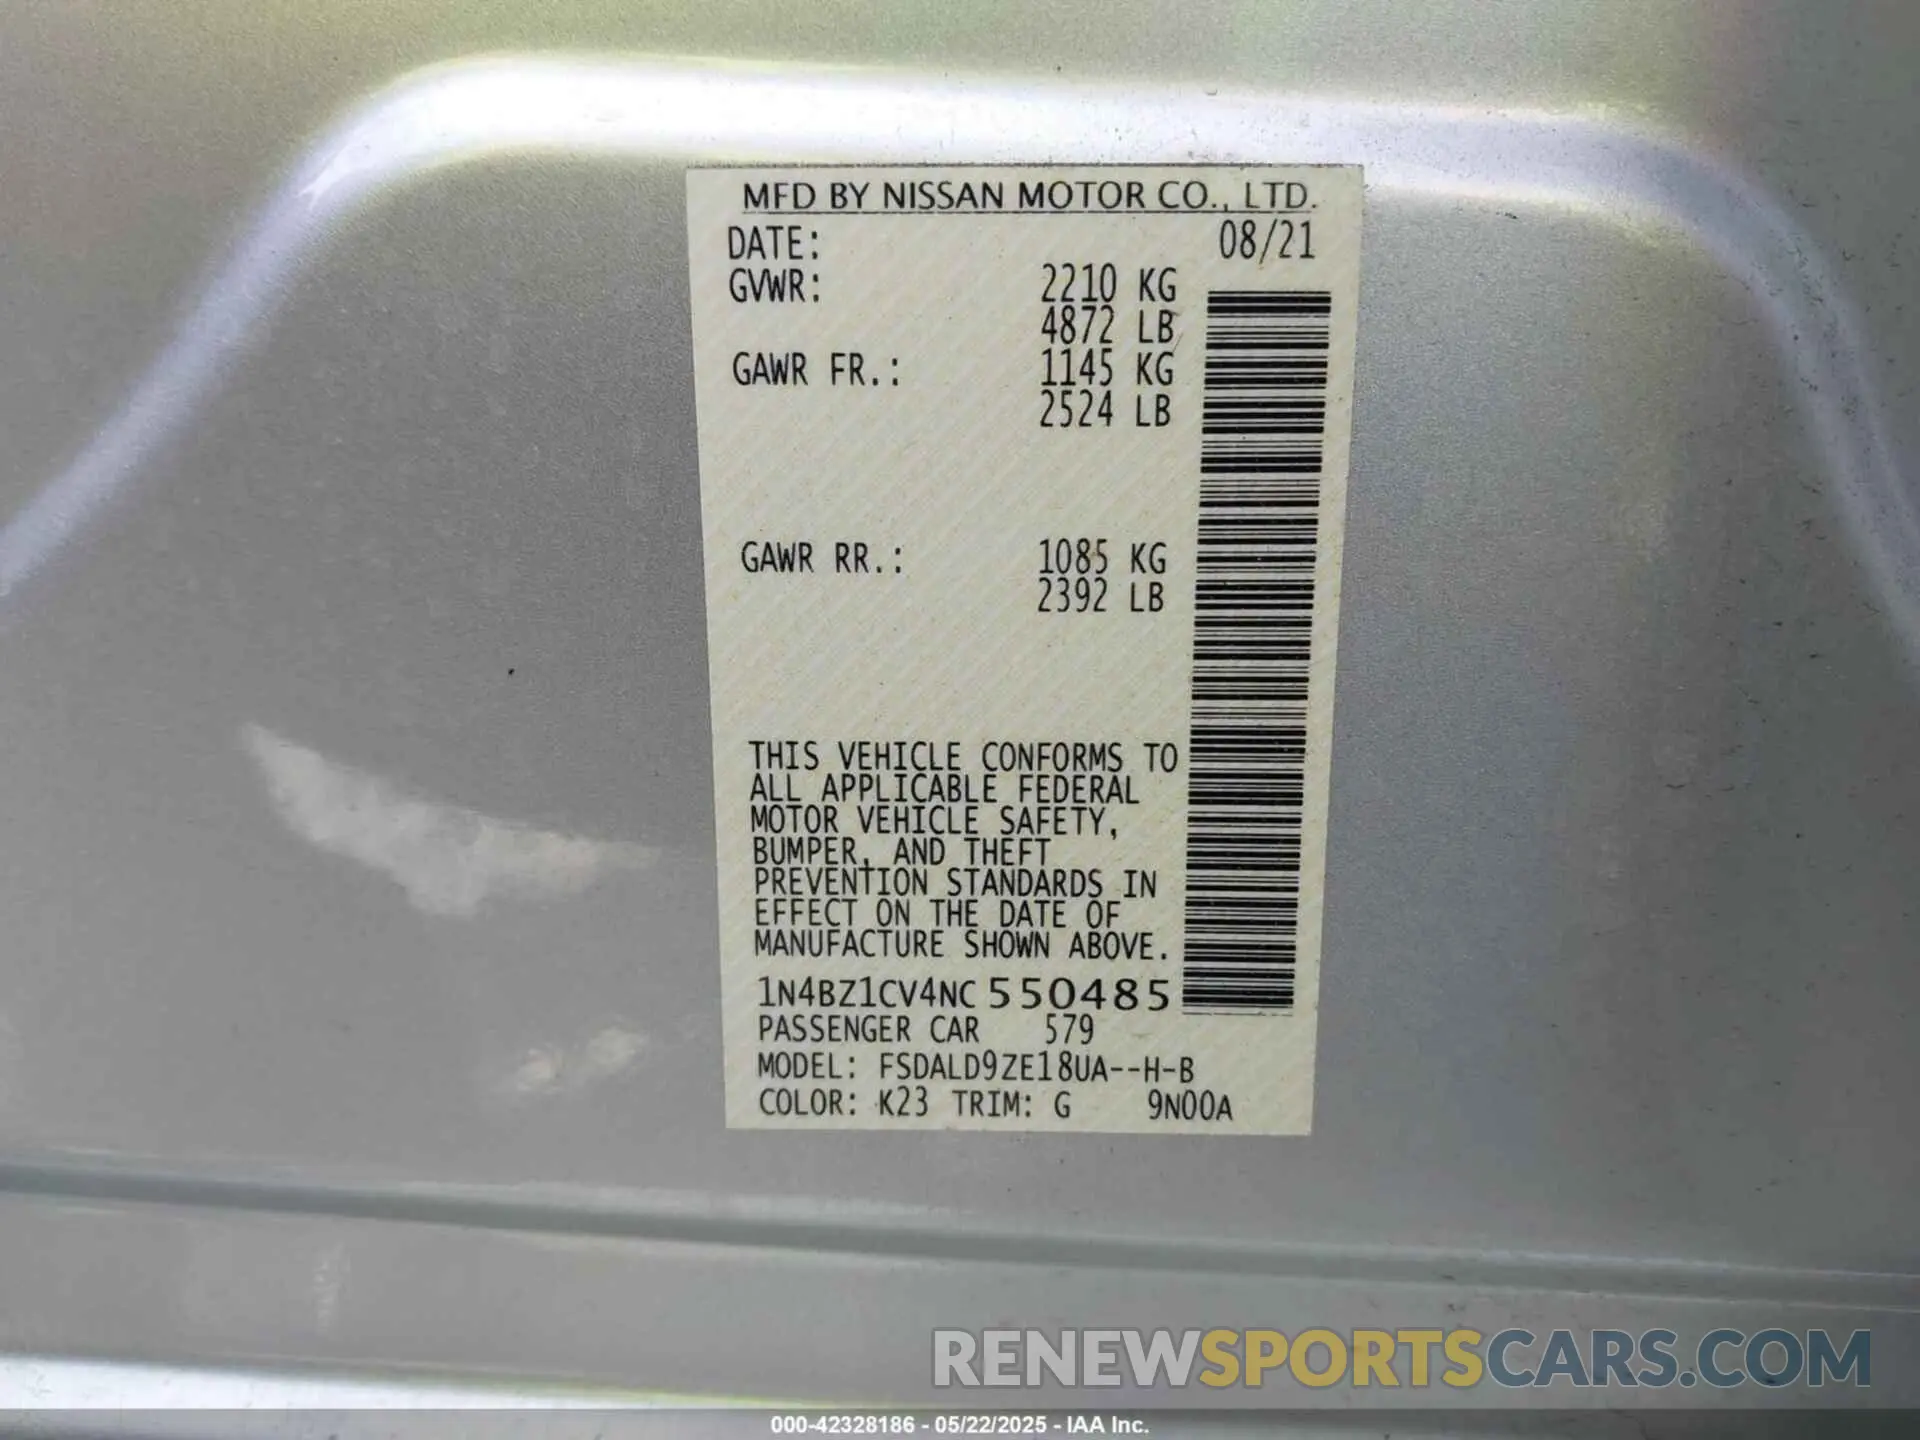 MFD BY NISSAN MOTOR CO., LTD.
DATE: 08/21
GVWR: 2210 KG
4872 LB
GAWR FR.: 1145 KG
2524 LB
GAWR RR.: 1085 KG
2392 LB
THIS VEHICLE CONFORMS TO
ALL APPLICABLE FEDERAL
MOTOR VEHICLE SAFETY,
BUMPER, AND THEFT
PREVENTION STANDARDS IN
EFFECT ON THE DATE OF
MANUFACTURE SHOWN ABOVE.
1N4BZ1CV4NC550485
PASSENGER CAR 579
MODEL: FSDALD9ZE18UA--H-B
COLOR: K23 TRIM: G 9N00A
RENEWSPORTSCARS.COM
000-42328186 - 05/22/2025 - IAA Inc.